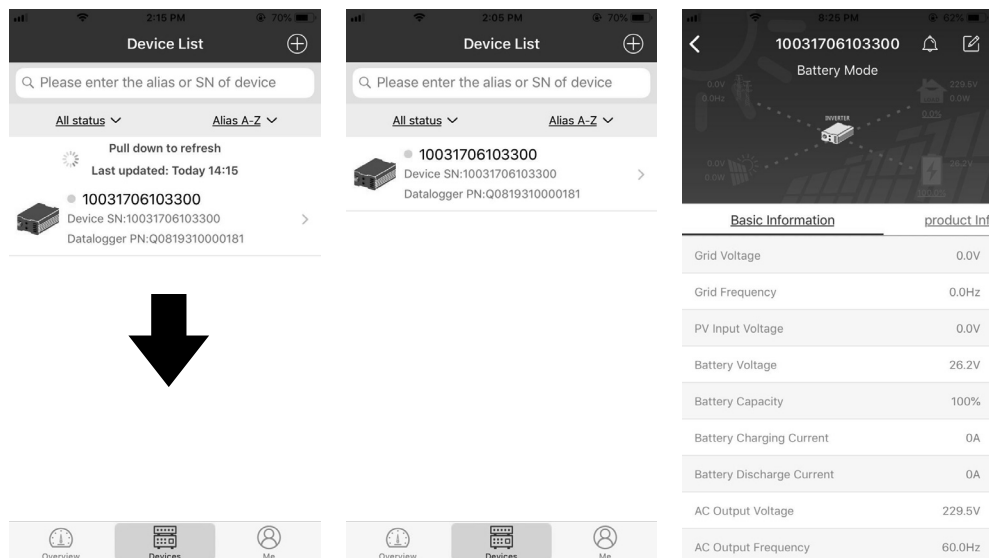 2:15 PM
70%
Device List
Please enter the alias or SN of device
All status
Alias A-Z
Pull down to refresh
Last updated: Today 14:15
10031706103300
Device SN:10031706103300
Datalogger PN:Q0819310000181
Overview
Devices
Me
2:05 PM
70%
Device List
Please enter the alias or SN of device
All status
Alias A-Z
10031706103300
Device SN:10031706103300
Datalogger PN:Q0819310000181
Overview
Devices
Me
8:25 PM
62%
10031706103300
Battery Mode
0.0V
0.0Hz
229.5V
0.0W
0.0%
INVERTER
0.0V
0.0W
26.2V
Basic Information
product Inf
Grid Voltage 0.0V
Grid Frequency 0.0Hz
PV Input Voltage 0.0V
Battery Voltage 26.2V
Battery Capacity 100%
Battery Charging Current 0A
Battery Discharge Current 0A
AC Output Voltage 229.5V
AC Output Frequency 60.0Hz